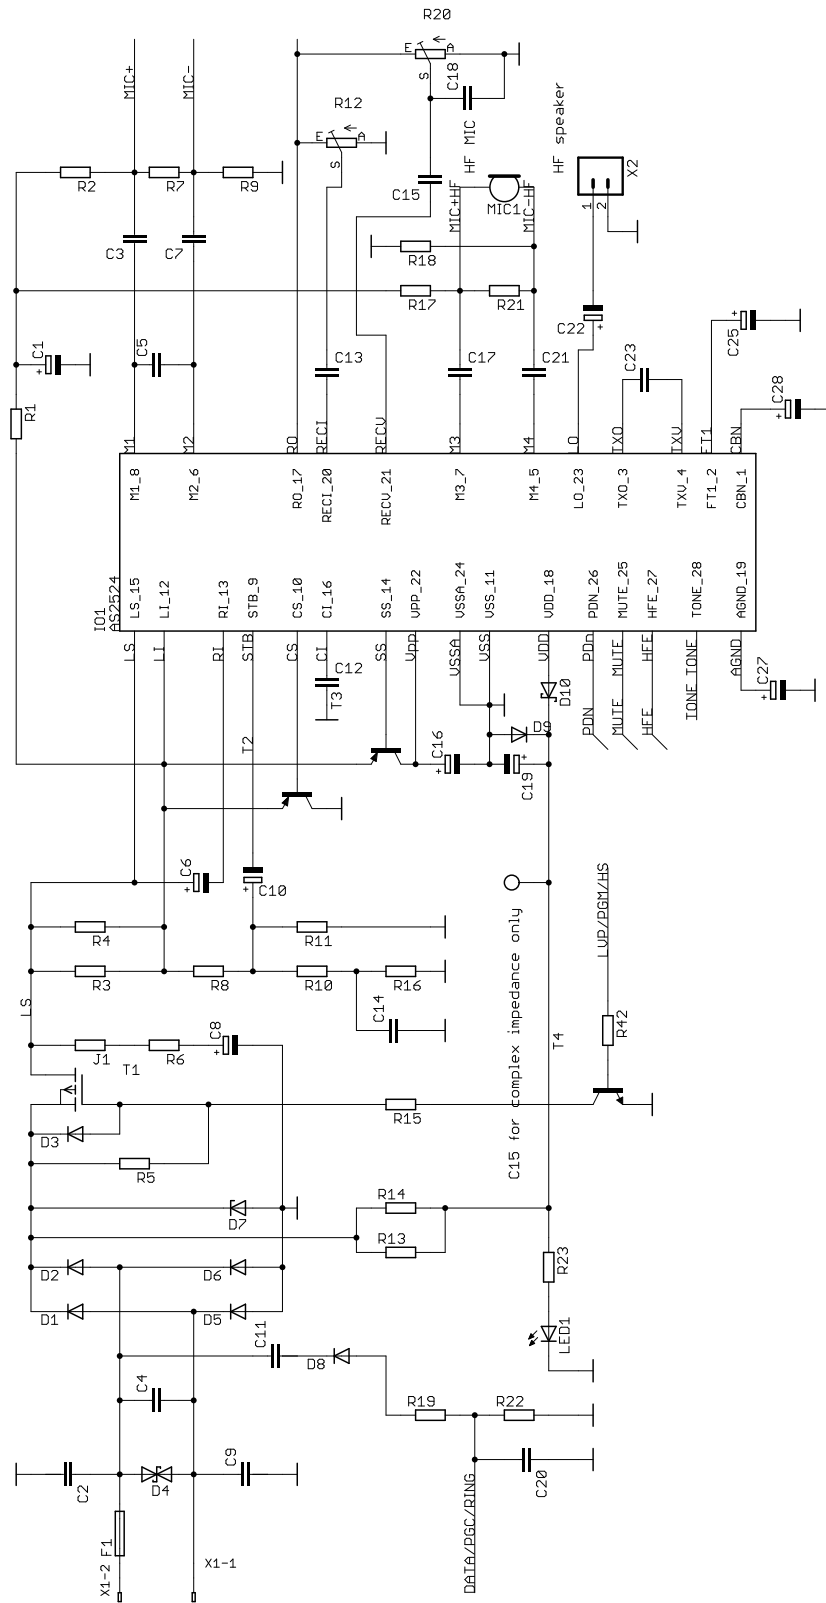 R20
E
A
S
C18
MIC+
MIC-
R12
E
A
S
HF MIC
HF speaker
X2
1
2
R2
R7
R9
C15
MIC+HF
MIC1
MIC-HF
C3
C7
R18
R17
R21
C1
+
C5
C13
C17
C21
C22
+
C23
C25
+
C28
+
R1
M1
M2
RO
RECI
RECV
M3
M4
LO
TXO
TXV
FT1
CBN
M1_8
M2_6
RO_17
RECI_20
RECV_21
M3_7
M4_5
LO_23
TXO_3
TXV_4
FT1_2
CBN_1
IO1
AS2524
LS_15
LI_12
RI_13
STB_9
CS_10
CI_16
SS_14
VPP_22
VSSA_24
VSS_11
VDD_18
PDN_26
MUTE_25
HFE_27
TONE_28
AGND_19
LS
LI
RI
STB
CS
CI
SS
Vpp
VSSA
VSS
VDD
PDn
MUTE
HFE
TONE
AGND
C12
T3
T2
D10
D9
PDN
MUTE
HFE
TONE
C27
+
C16
+
C19
+
C6
+
C10
+
R4
R11
R3
R8
R10
R16
C14
LS
C15 for complex impedance only
LVP/PGM/HS
J1
R6
C8
+
T1
T4
R42
D3
R15
R5
D7
R14
R13
D2
D6
R23
D1
D5
LED1
C11
D8
C4
R19
R22
C2
D4
C9
C20
DATA/PGC/RING
F1
X1-2
X1-1